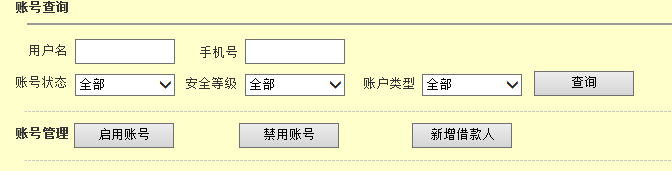 账号查询
用户名 手机号
账号状态 全部 安全等级 全部 账户类型 全部 查询
账号管理 启用账号 禁用账号 新增借款人